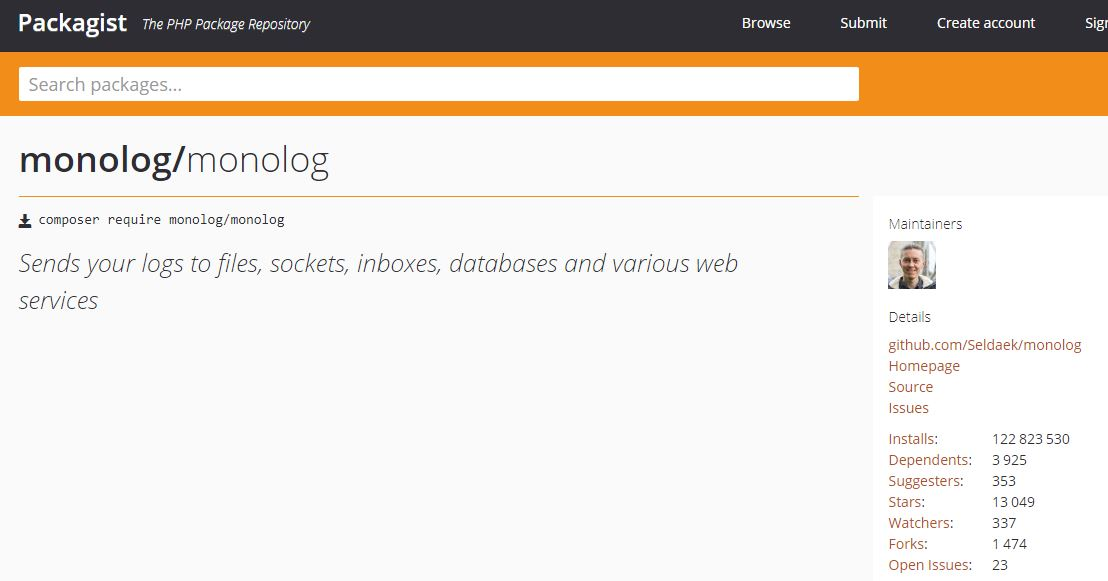 Packagist The PHP Package Repository Browse Submit Create account
Search packages...
monolog/monolog
composer require monolog/monolog
Sends your logs to files, sockets, inboxes, databases and various web
services
Maintainers
Details
github.com/Seldaek/monolog
Homepage
Source
Issues
Installs: 122 823 530
Dependents: 3 925
Suggesters: 353
Stars: 13 049
Watchers: 337
Forks: 1 474
Open Issues: 23